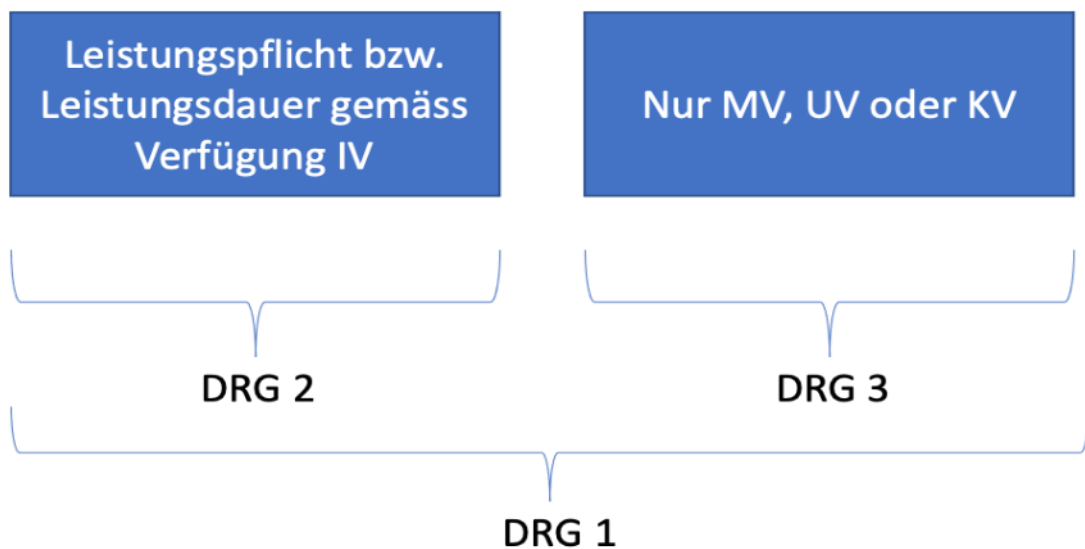 Leistungspflicht bzw.
Leistungsdauer gemäss
Verfügung IV
Nur MV, UV oder KV
DRG 2
DRG 3
DRG 1